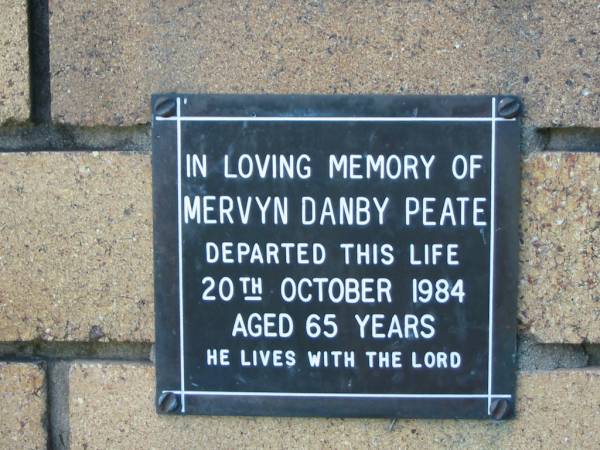 IN LOVING MEMORY OF
MERVYN DANBY PEATE
DEPARTED THIS LIFE
20TH OCTOBER 1984
AGED 65 YEARS
HE LIVES WITH THE LORD